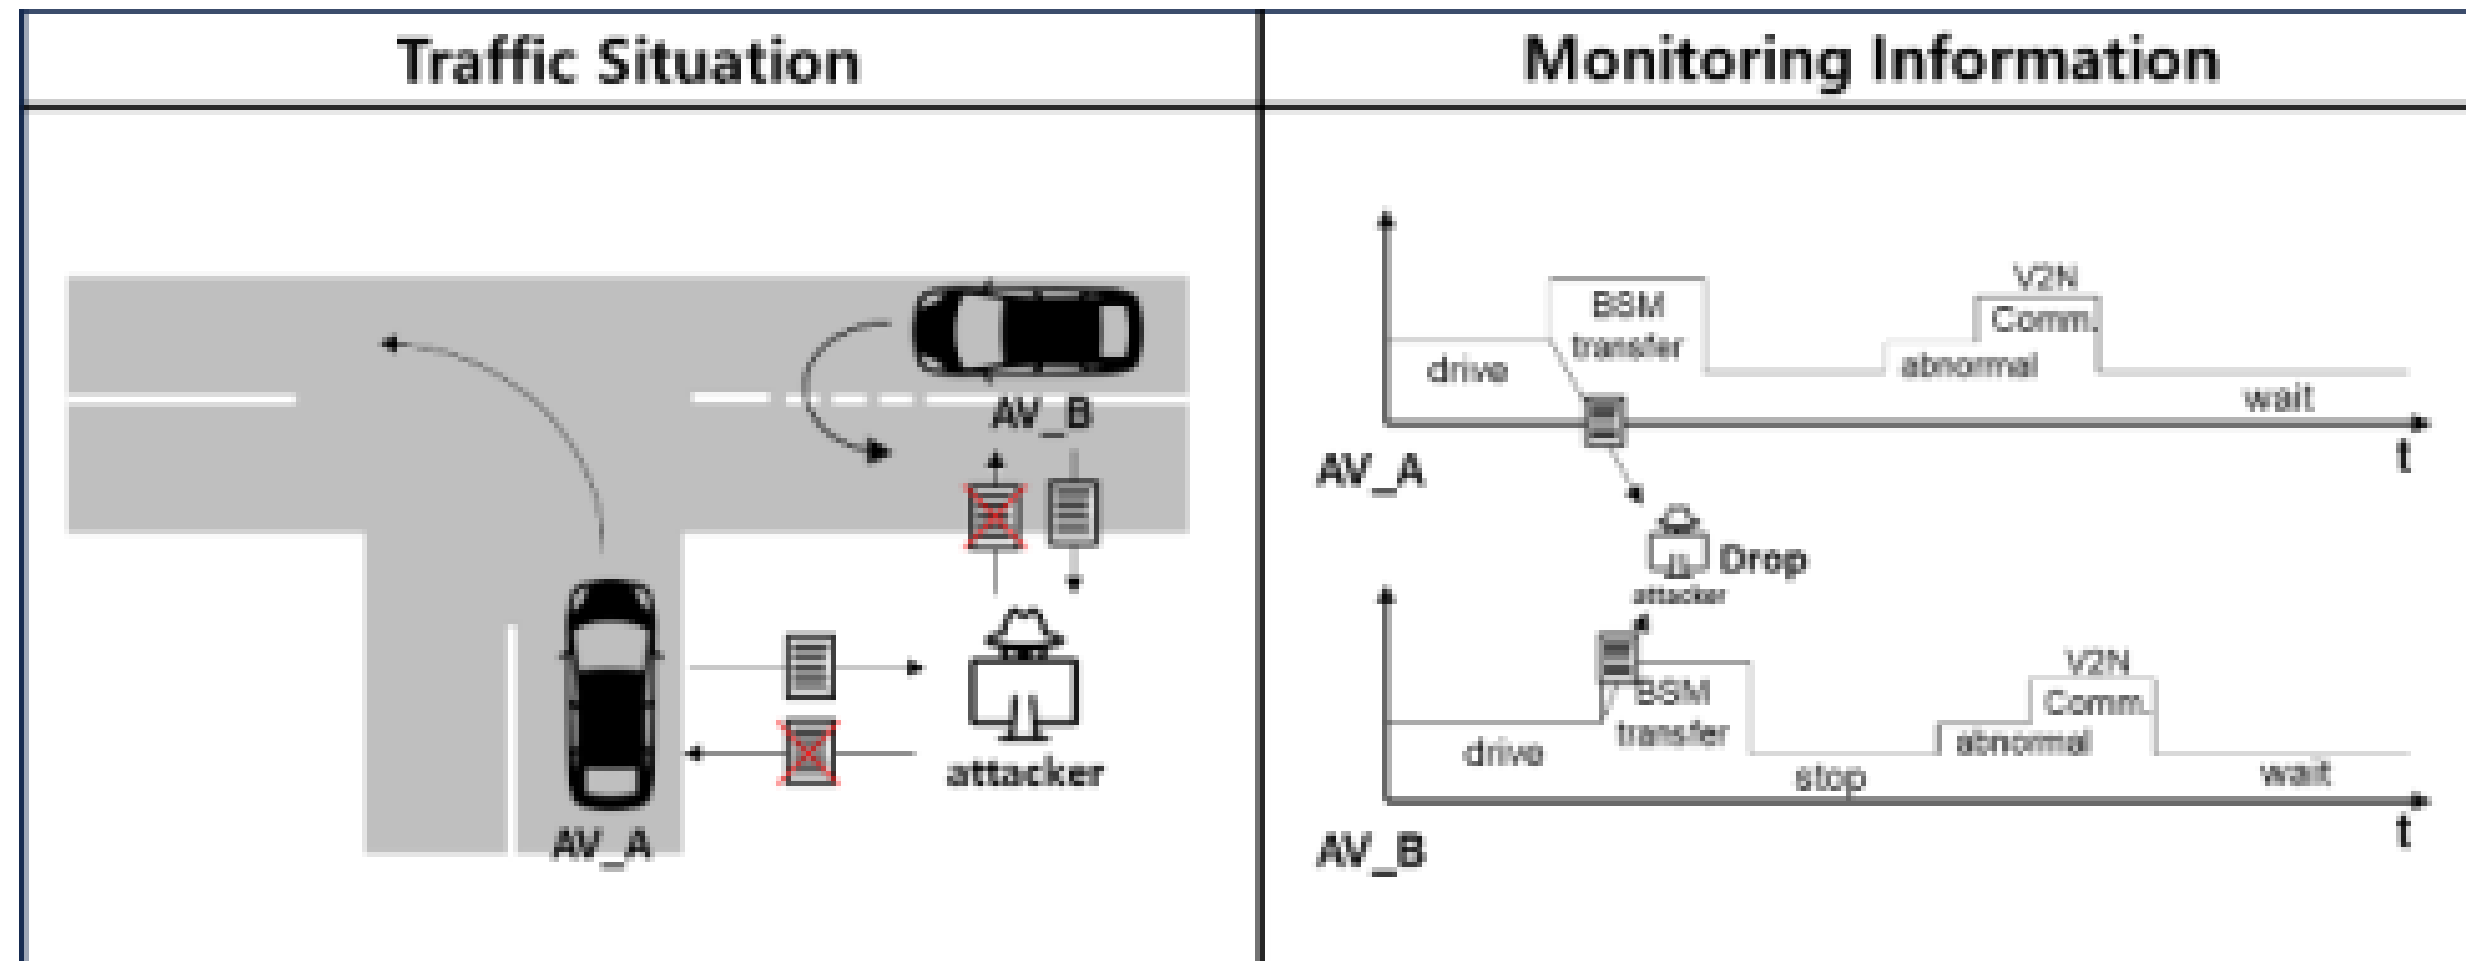 Traffic Situation
Monitoring Information
AV_B
attacker
AV_A
drive
BSM
transfer
abnormal
V2N
Comm.
wait
t
AV_A
Drop
attacker
drive
BSM
transfer
stop
abnormal
V2N
Comm.
wait
t
AV_B